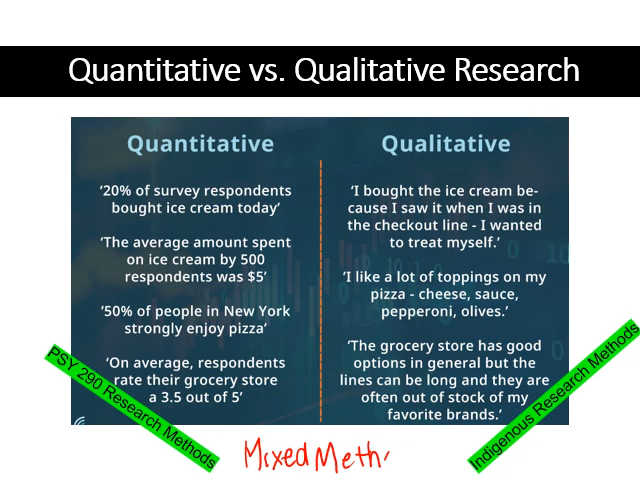 Quantitative vs. Qualitative Research
Quantitative
'20% of survey respondents
bought ice cream today'
'The average amount spent
on ice cream by 500
respondents was $5'
'50% of people in New York
strongly enjoy pizza'
'On average, respondents
rate their grocery store
a 3.5 out of 5'
Qualitative
'I bought the ice cream be-
cause I saw it when I was in
the checkout line - I wanted
to treat myself.'
'I like a lot of toppings on my
pizza - cheese, sauce,
pepperoni, olives.'
'The grocery store has good
options in general but the
lines can be long and they are
often out of stock of my
favorite brands.'
PSY 290 Research Methods
Indigenous Research Methods
Mixed Meth